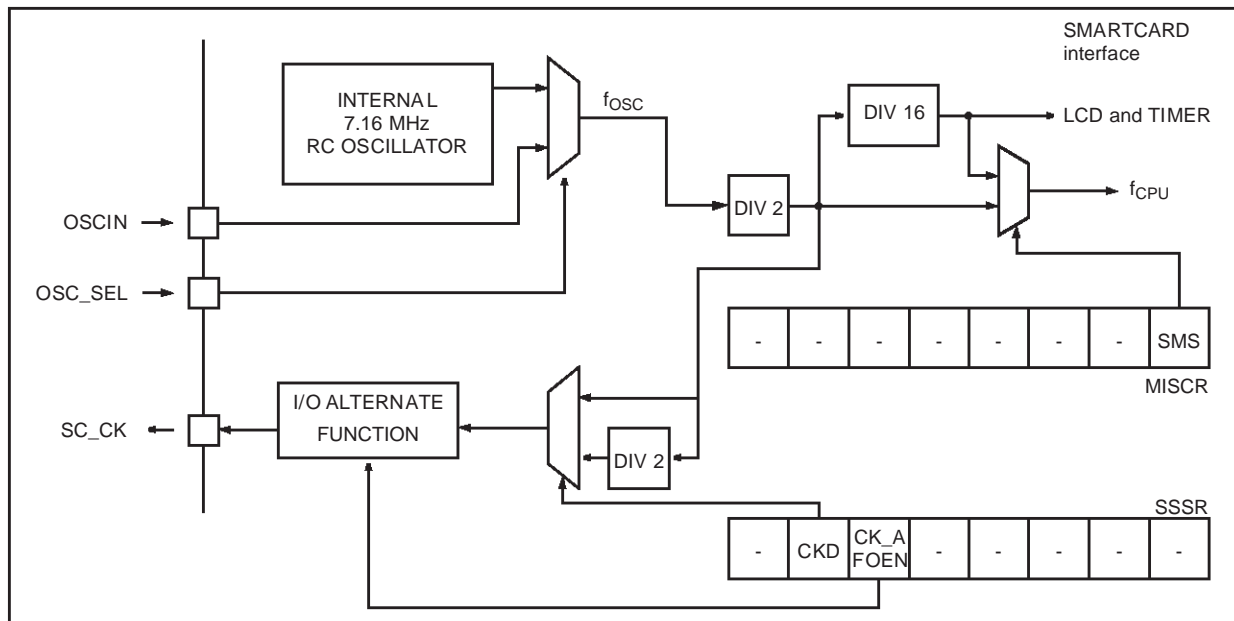 SMARTCARD
interface
INTERNAL
7.16 MHz
RC OSCILLATOR
fOSC
DIV 16
LCD and TIMER
DIV 2
fCPU
OSCIN
OSC_SEL
- - - - - - - SMS
MISCR
I/O ALTERNATE
FUNCTION
SC_CK
DIV 2
SSSR
- CKD CK_A - - - - -
FOEN